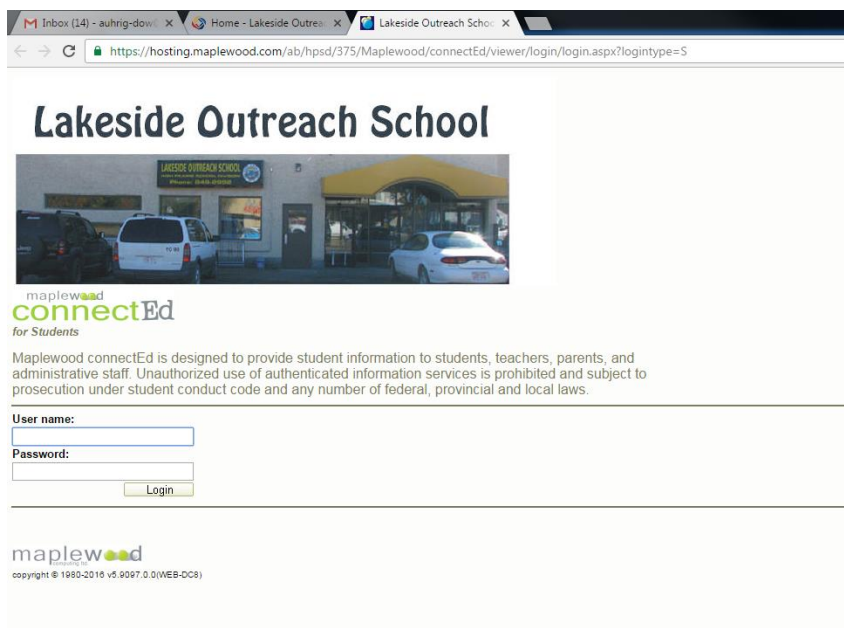 Inbox (14) - auhrig-dow
Home - Lakeside Outrea
Lakeside Outreach Schoo
https://hosting.maplewood.com/ab/hpsd/375/Maplewood/connectEd/viewer/login/login.aspx?logintype=S
Lakeside Outreach School
LAKESIDE OUTREACH SCHOOL
maplewood
connectEd
for Students
Maplewood connectEd is designed to provide student information to students, teachers, parents, and
administrative staff. Unauthorized use of authenticated information services is prohibited and subject to
prosecution under student conduct code and any number of federal, provincial and local laws.
User name:
Password:
Login
maplewood
copyright © 1980-2016 v5.9097.0.0(WEB-DC8)